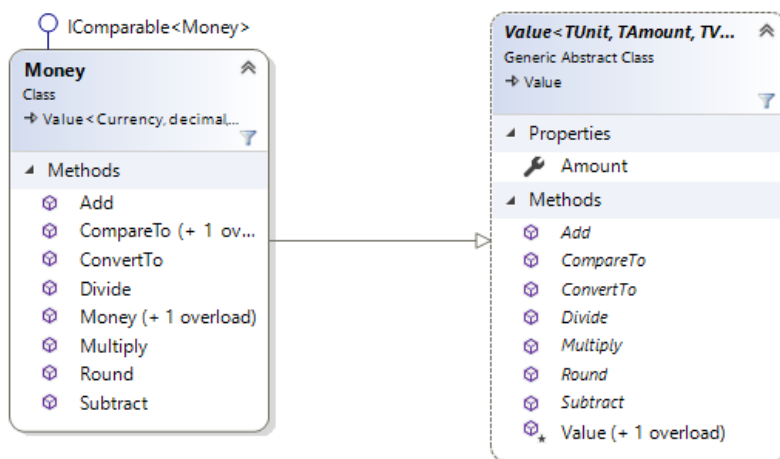 IComparable<Money>
Money
Class
Value<Currency, decimal,...
Methods
Add
CompareTo (+ 1 ov...
ConvertTo
Divide
Money (+ 1 overload)
Multiply
Round
Subtract
Value<TUnit, TAmount, TV...
Generic Abstract Class
Value
Properties
Amount
Methods
Add
CompareTo
ConvertTo
Divide
Multiply
Round
Subtract
Value (+ 1 overload)